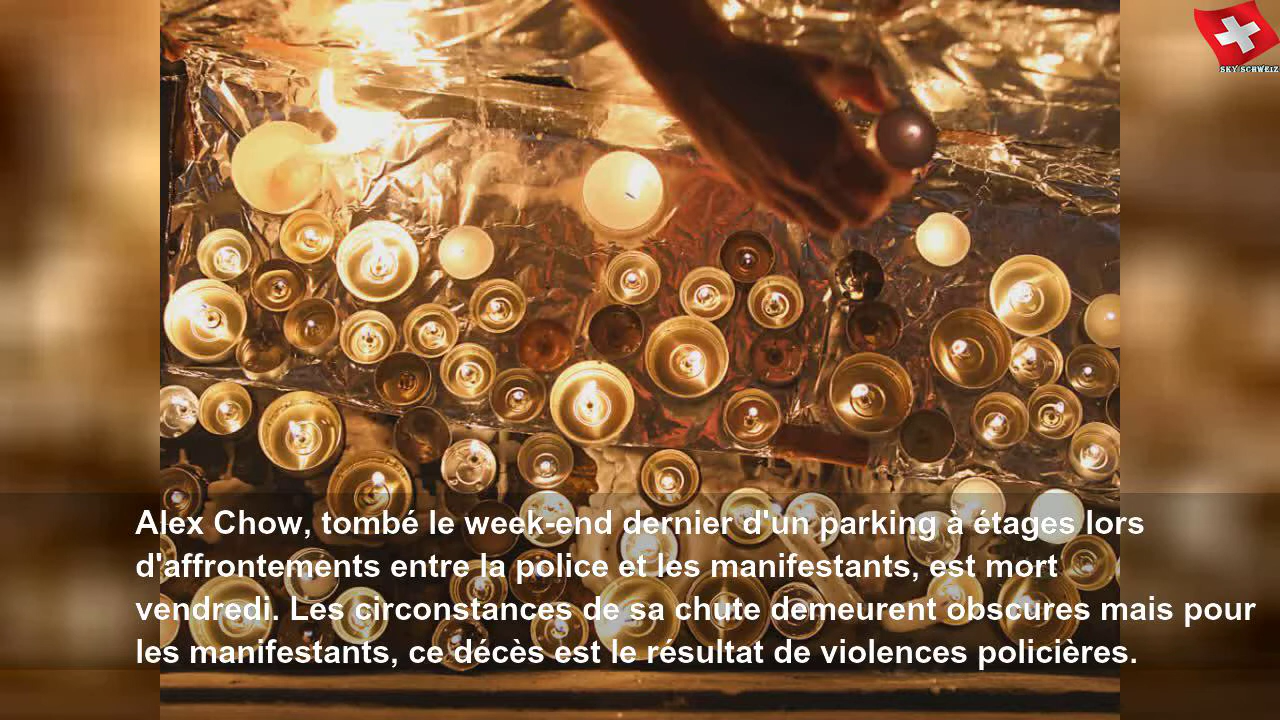 SKY SCHWEIZ
Alex Chow, tombé le week-end dernier d'un parking à étages lors
d'affrontements entre la police et les manifestants, est mort
vendredi. Les circonstances de sa chute demeurent obscures mais pour
les manifestants, ce décès est le résultat de violences policières.